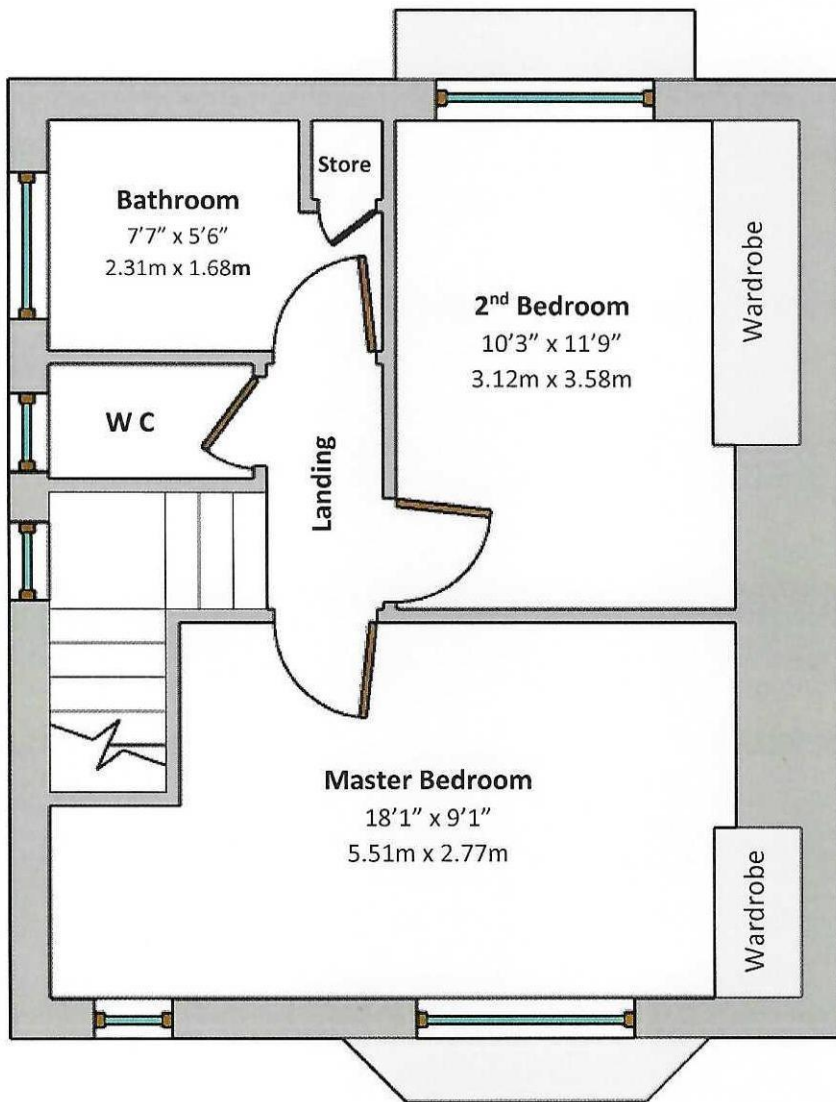 Store
Bathroom
7’7” x 5’6”
2.31m x 1.68m
2nd Bedroom
10’3” x 11’9”
3.12m x 3.58m
Wardrobe
W C
Landing
Master Bedroom
18’1” x 9’1”
5.51m x 2.77m
Wardrobe